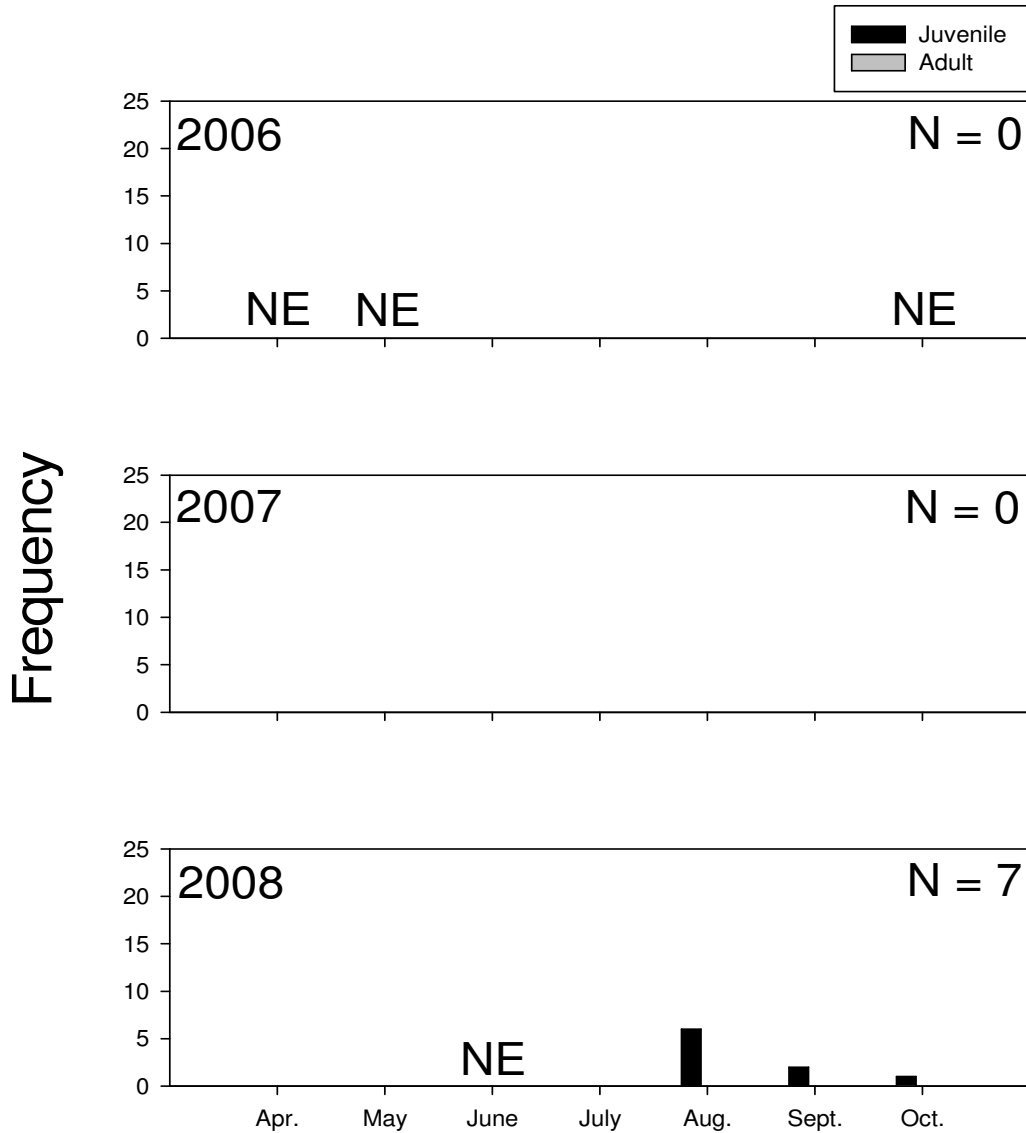 Juvenile
Adult
25
2006 N = 0
20
15
10
5
NE NE NE
0
Frequency
25
2007 N = 0
20
15
10
5
0
25
2008 N = 7
20
15
10
5
NE
0
Apr. May June July Aug. Sept. Oct.